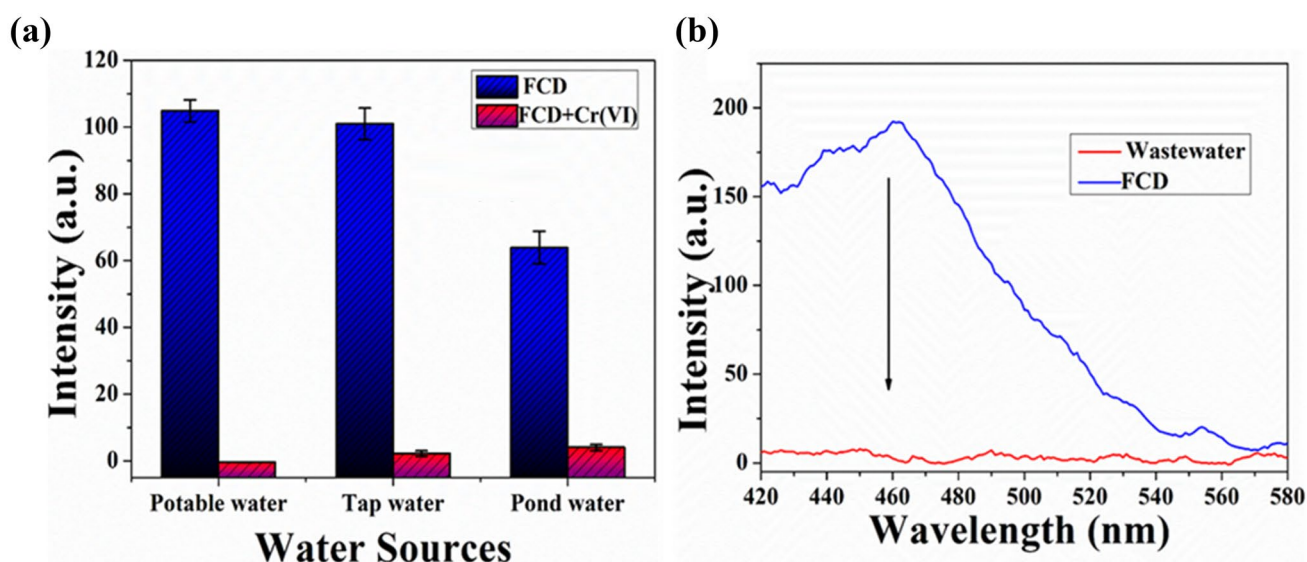 (a)
120
100
80
60
40
20
0
Intensity (a.u.)
FCD
FCD+Cr(VI)
Potable water
Tap water
Pond water
Water Sources
(b)
200
150
100
50
0
Intensity (a.u.)
Wastewater
FCD
420 440 460 480 500 520 540 560 580
Wavelength (nm)